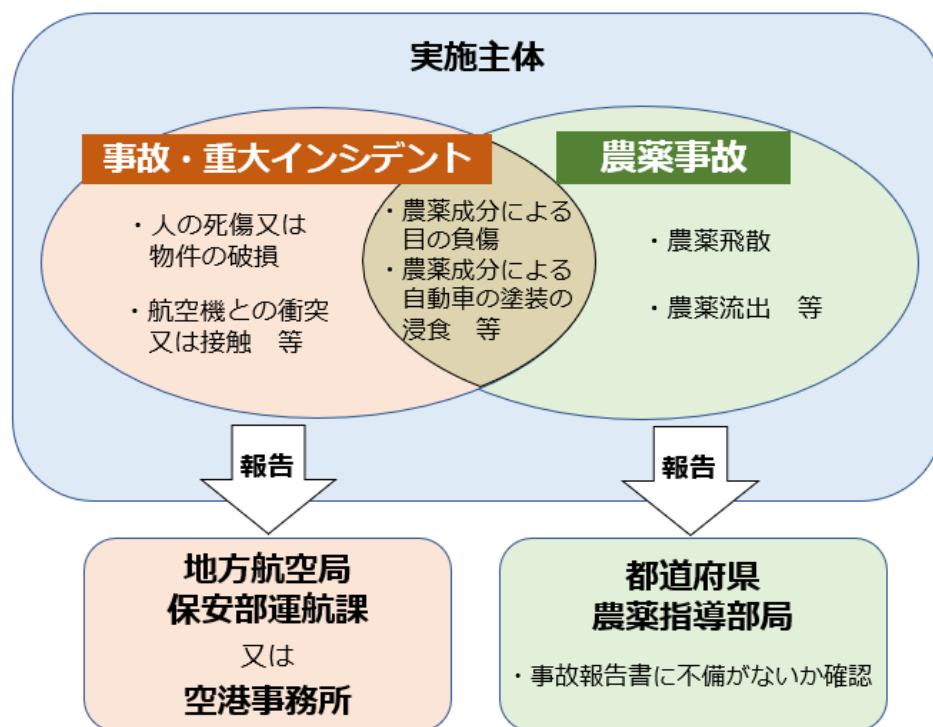 実施主体
事故・重大インシデント
・人の死傷又は
物件の破損
・航空機との衝突
又は接触　等
・農薬成分による
目の負傷
・農薬成分による
自動車の塗装の
浸食　等
農薬事故
・農薬飛散
・農薬流出　等
報告
報告
地方航空局
保安部運航課
又は
空港事務所
都道府県
農薬指導部局
・事故報告書に不備がないか確認